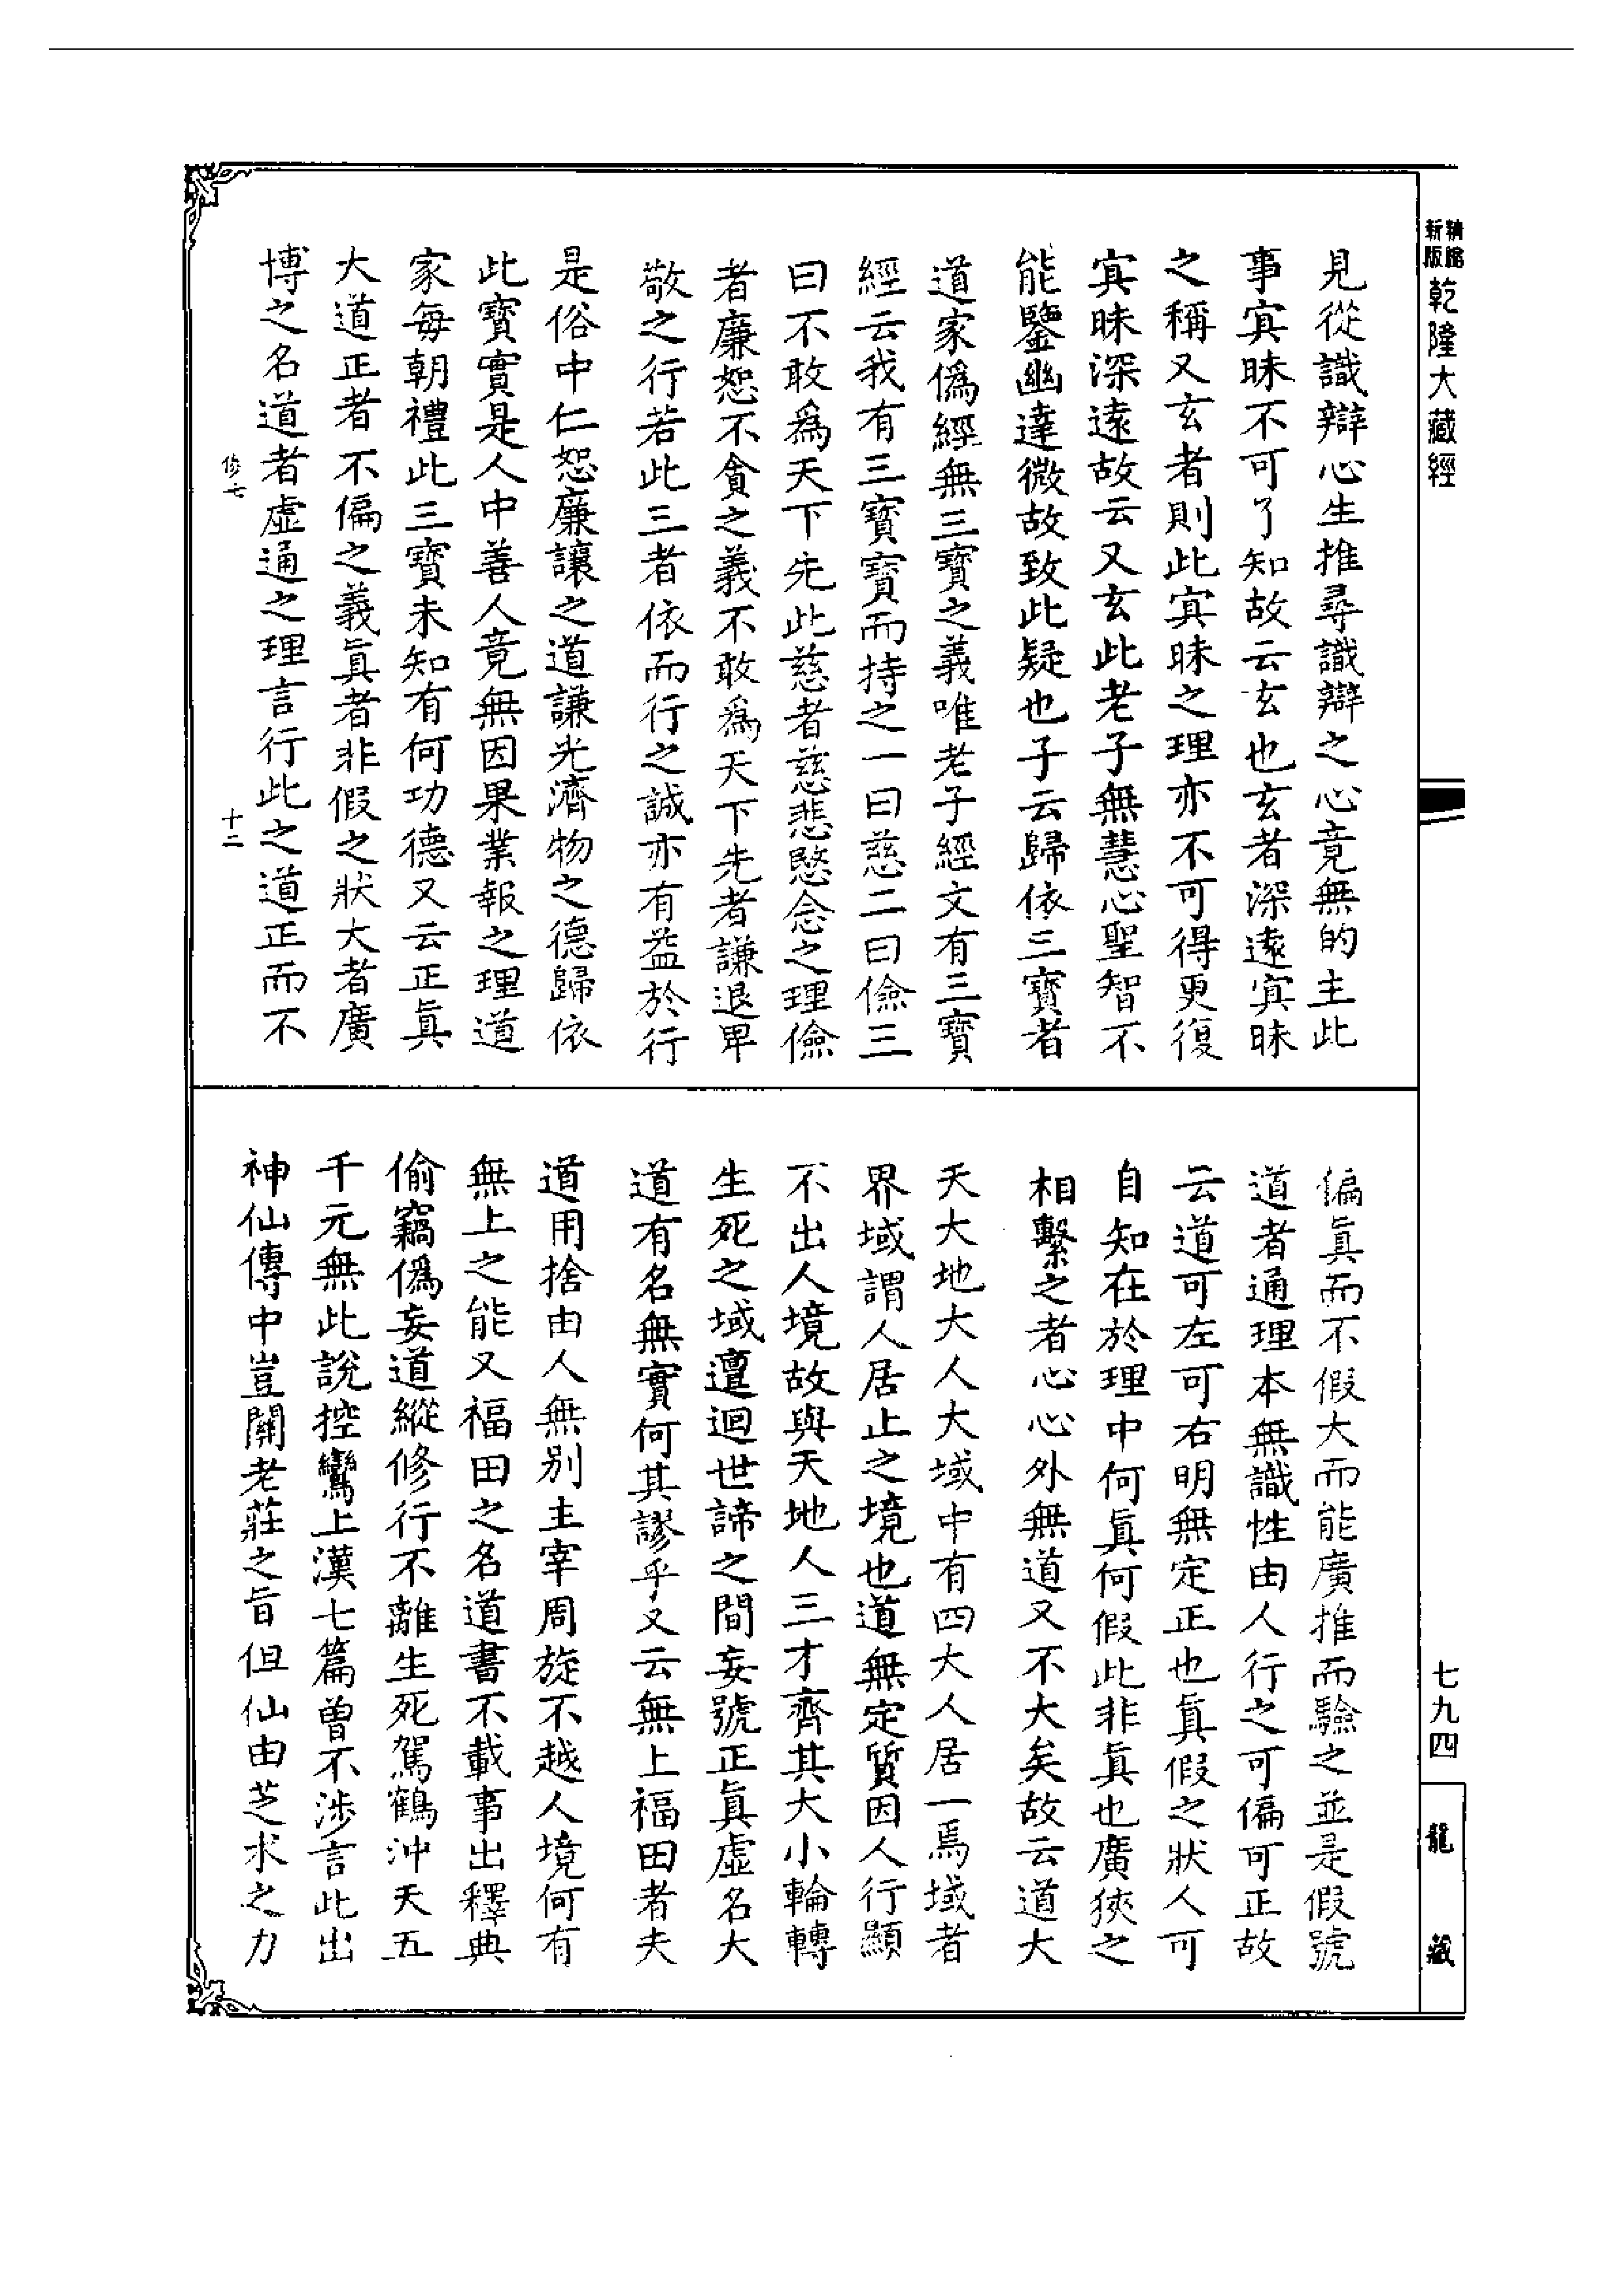 新版
精縮
乾隆大藏經
見從識辯心生推尋識辯之心竟無的主此
事冥昧不可了知故云玄也玄者深遠冥昧
之稱又玄者則此冥昧之理亦不可得更復
冥昧深遠故云又玄此老子無慧心聖智不
能鑒幽達微故致此疑也子云歸依三寶者
道家僞經無三寶之義唯老子經文有三寶
經云我有三寶寶而持之一曰慈二曰儉三
曰不敢爲天下先此慈者慈悲愍念之理儉
者廉恕不貪之義不敢爲天下先者謙退卑
敬之行若此三者依而行之誠亦有益於行
是俗中仁恕廉讓之道謙光濟物之德歸依
此寶實是人中善人竟無因果業報之理道
家每朝禮此三寶未知有何功德又云正眞
大道正者不偏之義眞者非假之狀大者廣
博之名道者虛通之理言行此之道正而不
修七
十二
偏眞而不假大而能廣推而驗之並是假號
道者通理本無識性由人行之可偏可正故
云道可左可右明無定正也眞假之狀人可
自知在於理中何眞何假此非眞也廣狹之
相繫之者心心外無道又不大矣故云道大
天大地大人大域中有四大人居一焉域者
界域謂人居止之境也道無定質因人行顯
不出人境故與天地人三才齊其大小輪轉
生死之域邅迴世諦之間妄號正眞虛名大
道有名無實何其謬乎又云無上福田者夫
道用捨由人無別主宰周旋不越人境何有
無上之能又福田之名道書不載事出釋典
偷竊僞妄道縱修行不離生死駕鶴沖天五
千元無此說控鸞上漢七篇曾不涉言此出
神仙傳中豈關老莊之旨但仙由芝求之力
七九四
龍藏